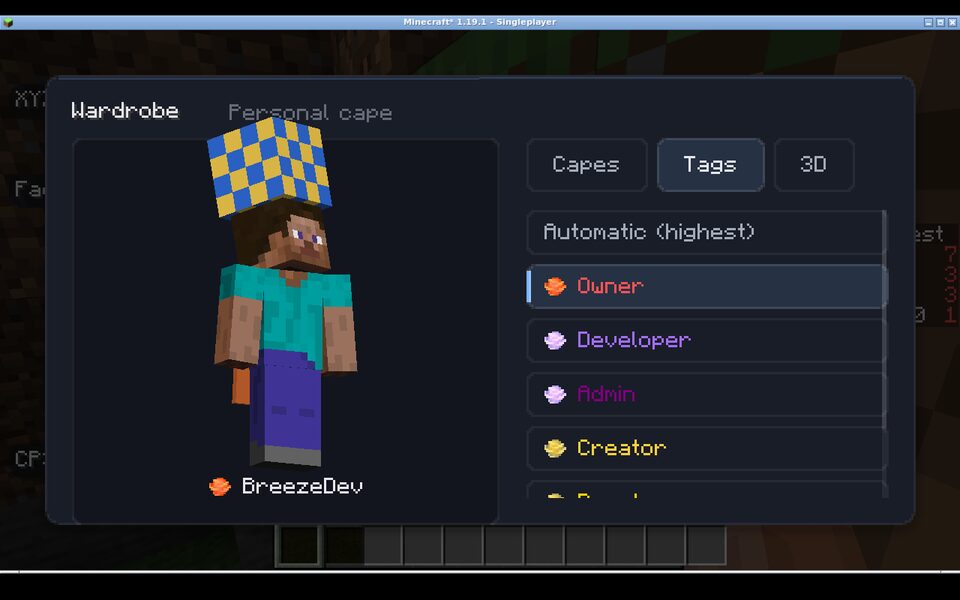 Minecraft* 1.19.1 - Singleplayer
Wardrobe
Personal cape
Capes
Tags
3D
Automatic (highest)
Owner
Developer
Admin
Creator
BreezeDev